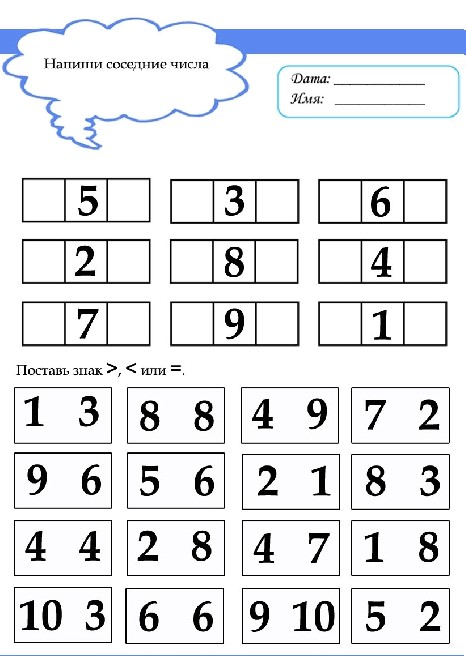 Напиши соседние числа
Дата: _______________
Имя: _______________
5 3 6
2 8 4
7 9 1
Поставь знак >, < или =.
1 3 8 8 4 9 7 2
9 6 5 6 2 1 8 3
4 4 2 8 4 7 1 8
10 3 6 6 9 10 5 2